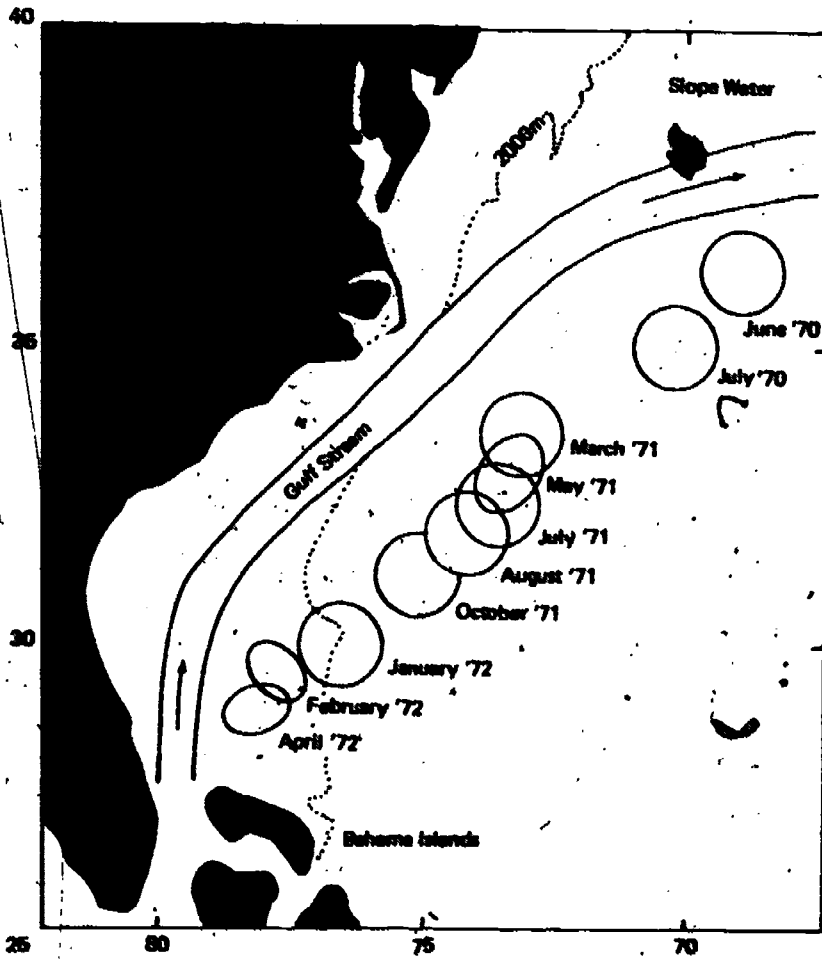 40
Slope Water
2000m
June '70
35
July '70
March '71
Gulf Stream
May '71
July '71
August '71
October '71
30
January '72
February '72
April '72
Bahama Islands
25
80
75
70